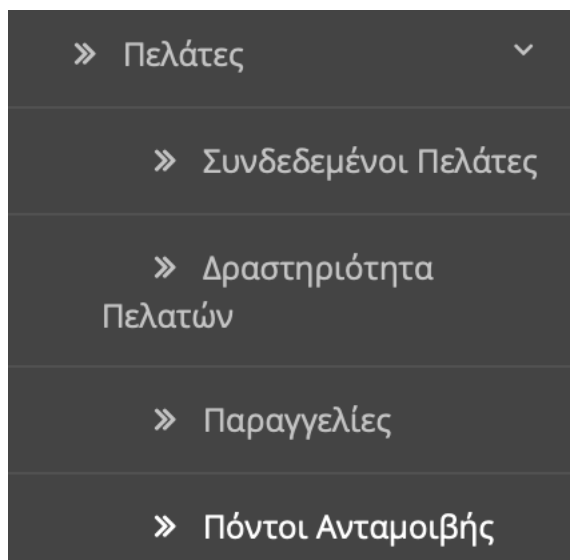 » Πελάτες
» Συνδεδεμένοι Πελάτες
» Δραστηριότητα
Πελατών
» Παραγγελίες
» Πόντοι Ανταμοιβής